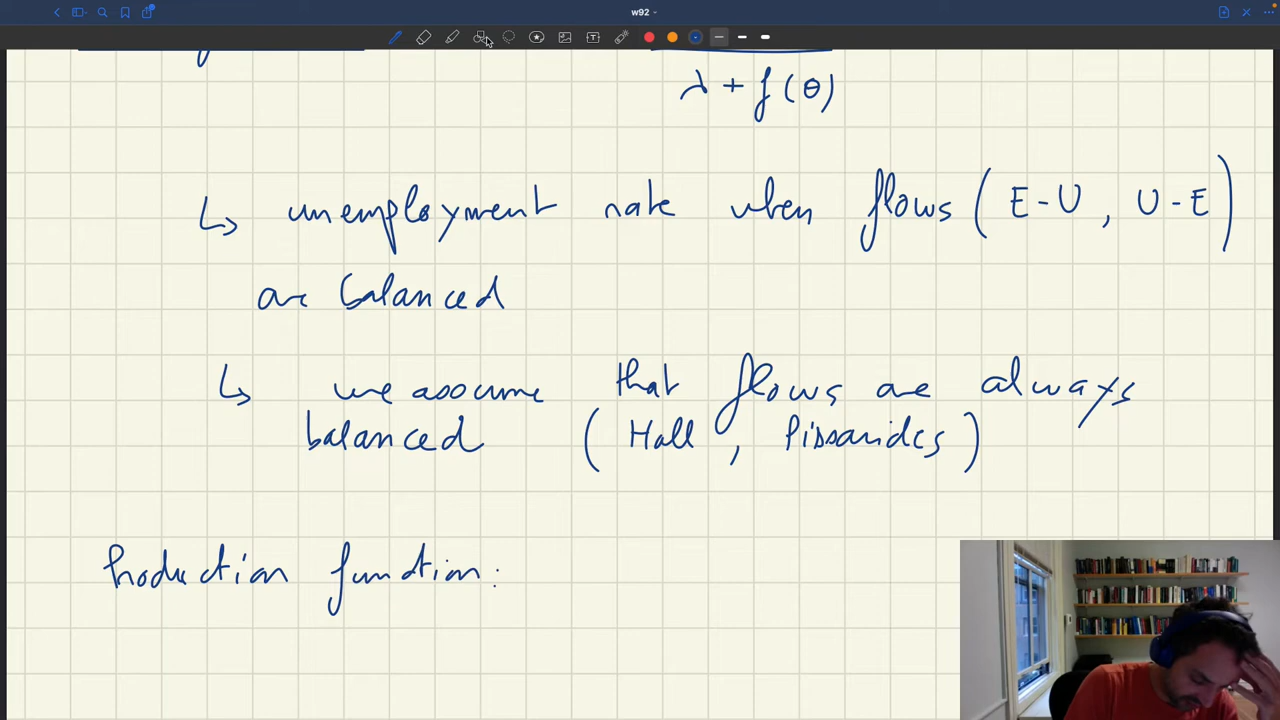 w92
λ + f(θ)
↳ unemployment rate when flows (E-U, U-E)
are balanced
↳ we assume that flows are always
balanced (Hall, Pissarides)
Production function: